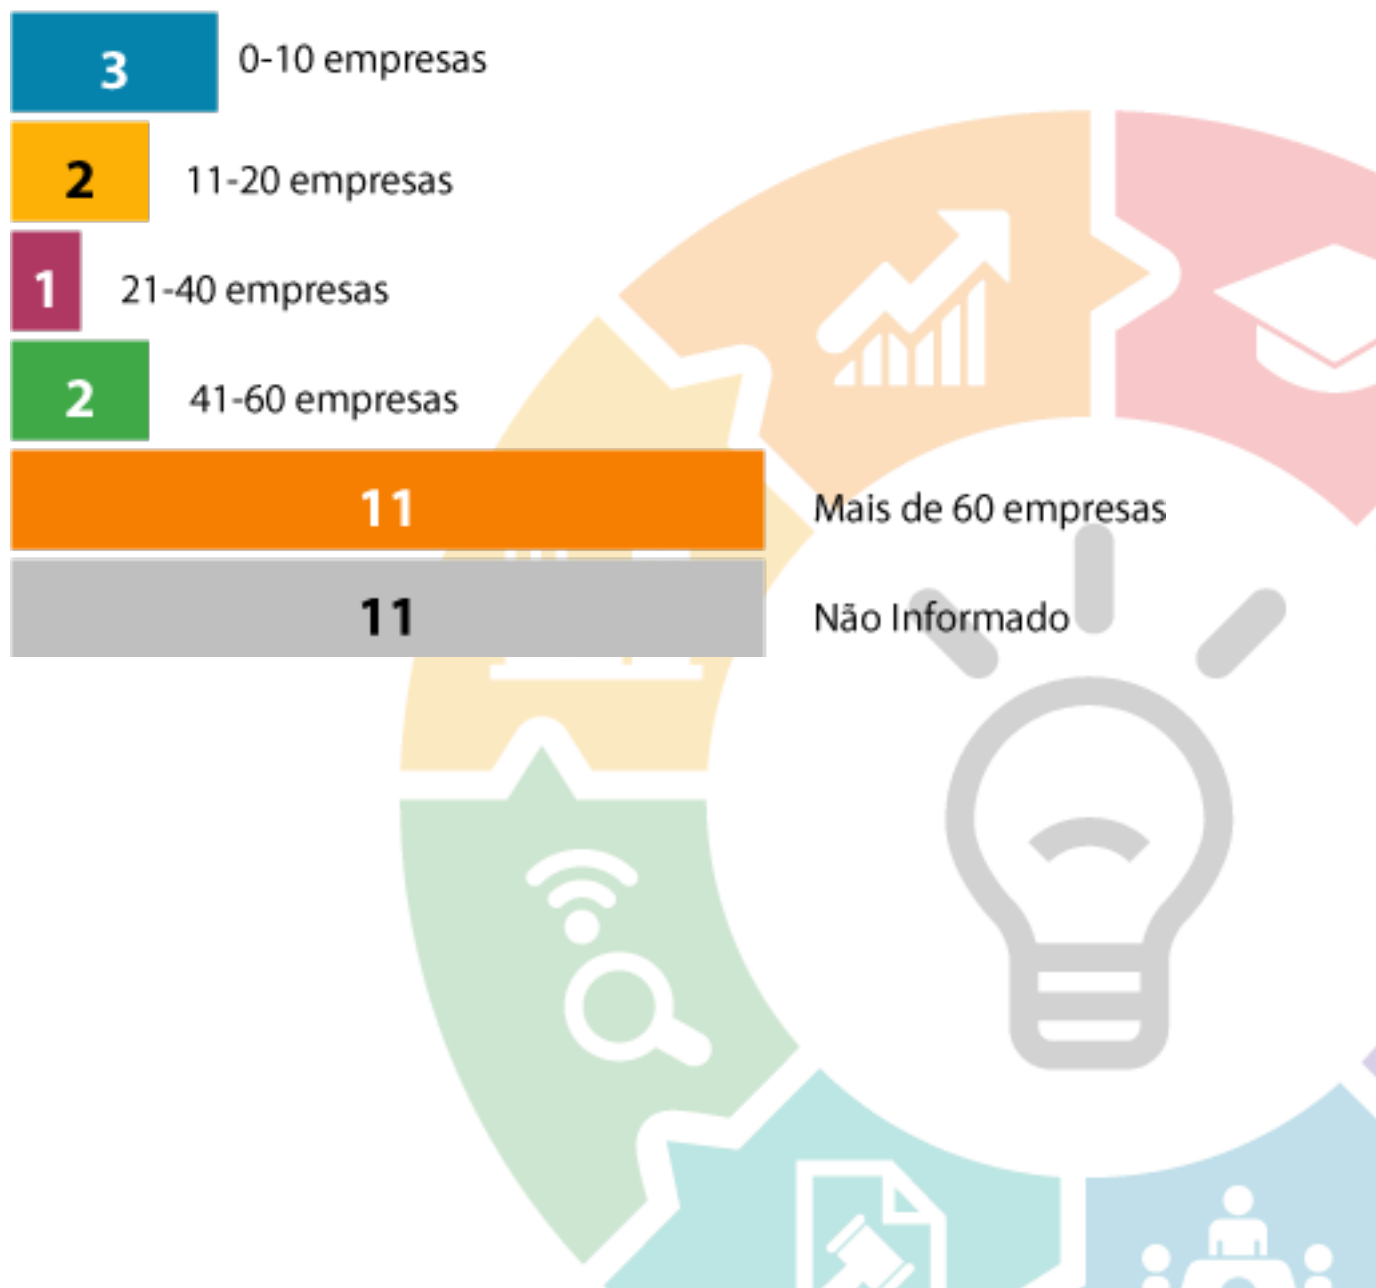 3 0-10 empresas
2 11-20 empresas
1 21-40 empresas
2 41-60 empresas
11 Mais de 60 empresas
11 Não Informado